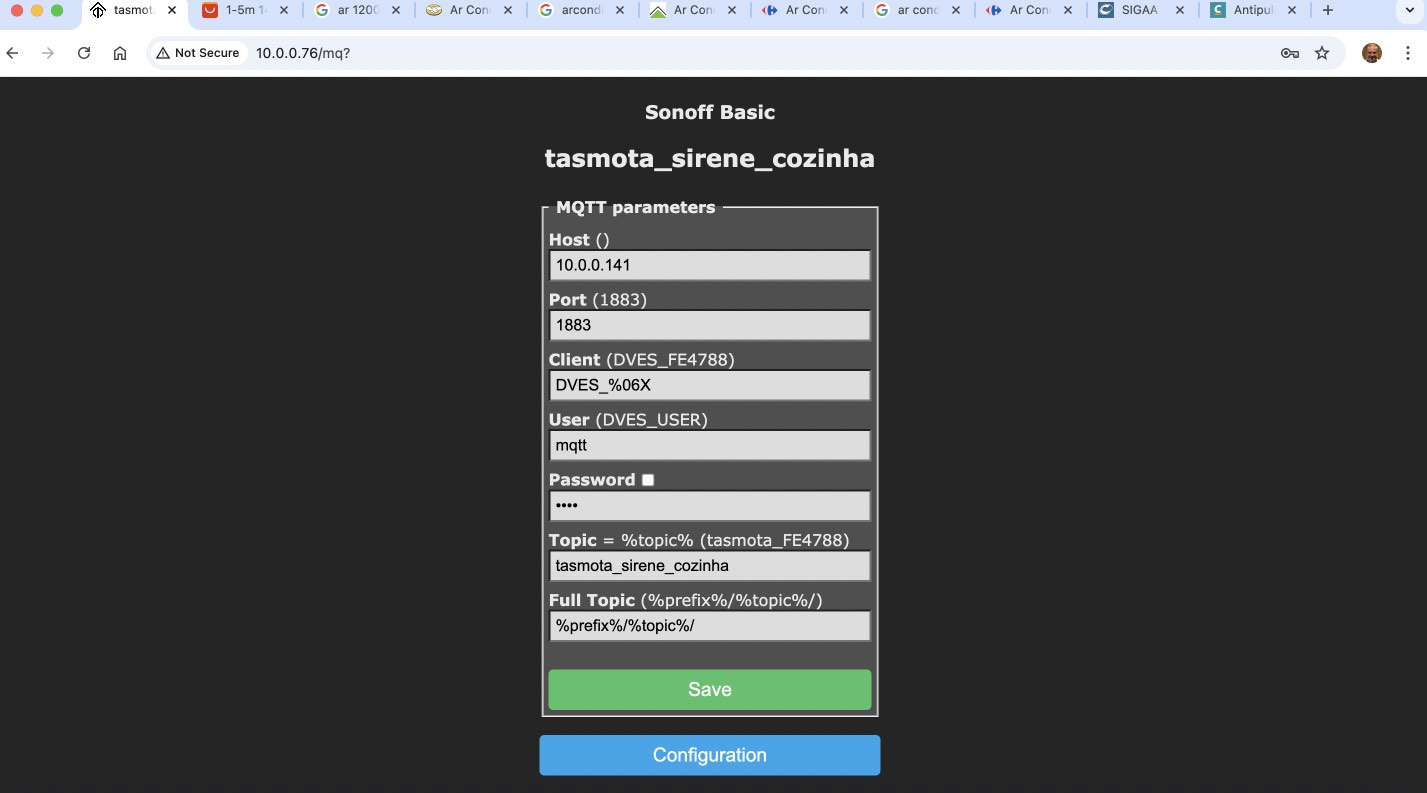 tasmot
1-5m 1
ar 1200
Ar Con
arcondi
Ar Con
Ar Con
ar cond
Ar Con
SIGAA
Antipul
Not Secure
10.0.0.76/mq?
Sonoff Basic
tasmota_sirene_cozinha
MQTT parameters
Host ()
10.0.0.141
Port (1883)
1883
Client (DVES_FE4788)
DVES_%06X
User (DVES_USER)
mqtt
Password
••••
Topic = %topic% (tasmota_FE4788)
tasmota_sirene_cozinha
Full Topic (%prefix%/%topic%/)
%prefix%/%topic%/
Save
Configuration